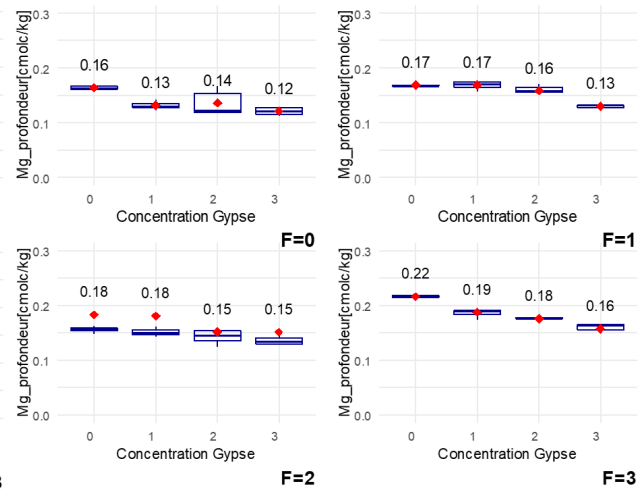 0.3
0.2
0.1
0.0
Mg_profondeur[cmolc/kg]
0.16
0.13
0.14
0.12
0 1 2 3
Concentration Gypse
F=0
0.3
0.2
0.1
0.0
Mg_profondeur[cmolc/kg]
0.17
0.17
0.16
0.13
0 1 2 3
Concentration Gypse
F=1
0.3
0.2
0.1
0.0
Mg_profondeur[cmolc/kg]
0.18
0.18
0.15
0.15
0 1 2 3
Concentration Gypse
F=2
0.3
0.2
0.1
0.0
Mg_profondeur[cmolc/kg]
0.22
0.19
0.18
0.16
0 1 2 3
Concentration Gypse
F=3